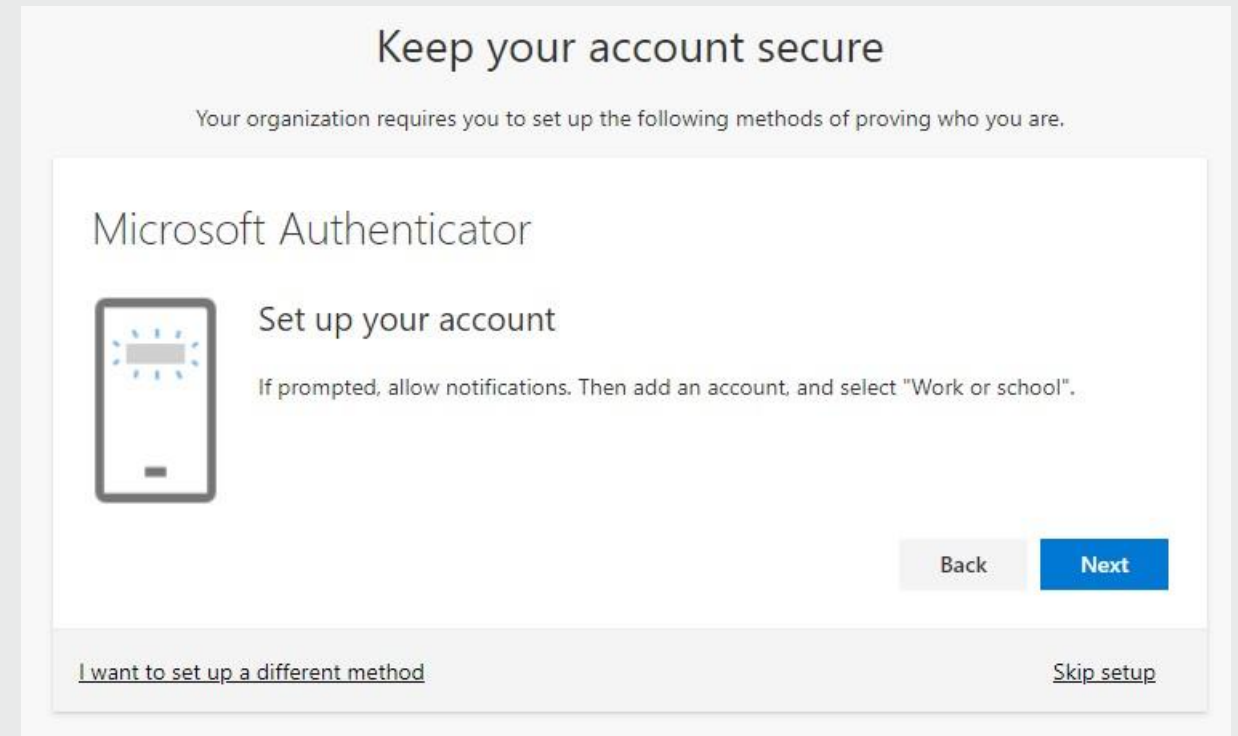 Keep your account secure
Your organization requires you to set up the following methods of proving who you are.
Microsoft Authenticator
Set up your account
If prompted, allow notifications. Then add an account, and select "Work or school".
Back
Next
I want to set up a different method
Skip setup